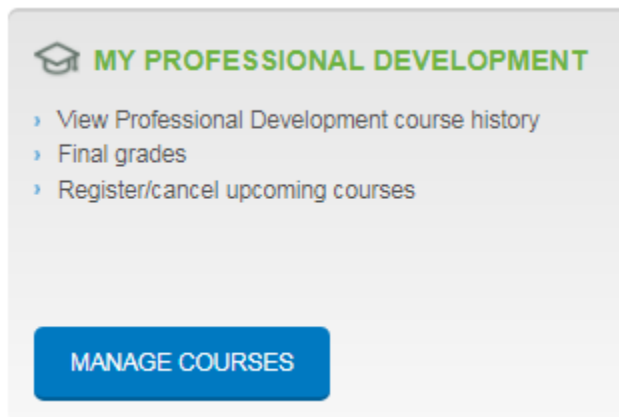 MY PROFESSIONAL DEVELOPMENT
View Professional Development course history
Final grades
Register/cancel upcoming courses
MANAGE COURSES